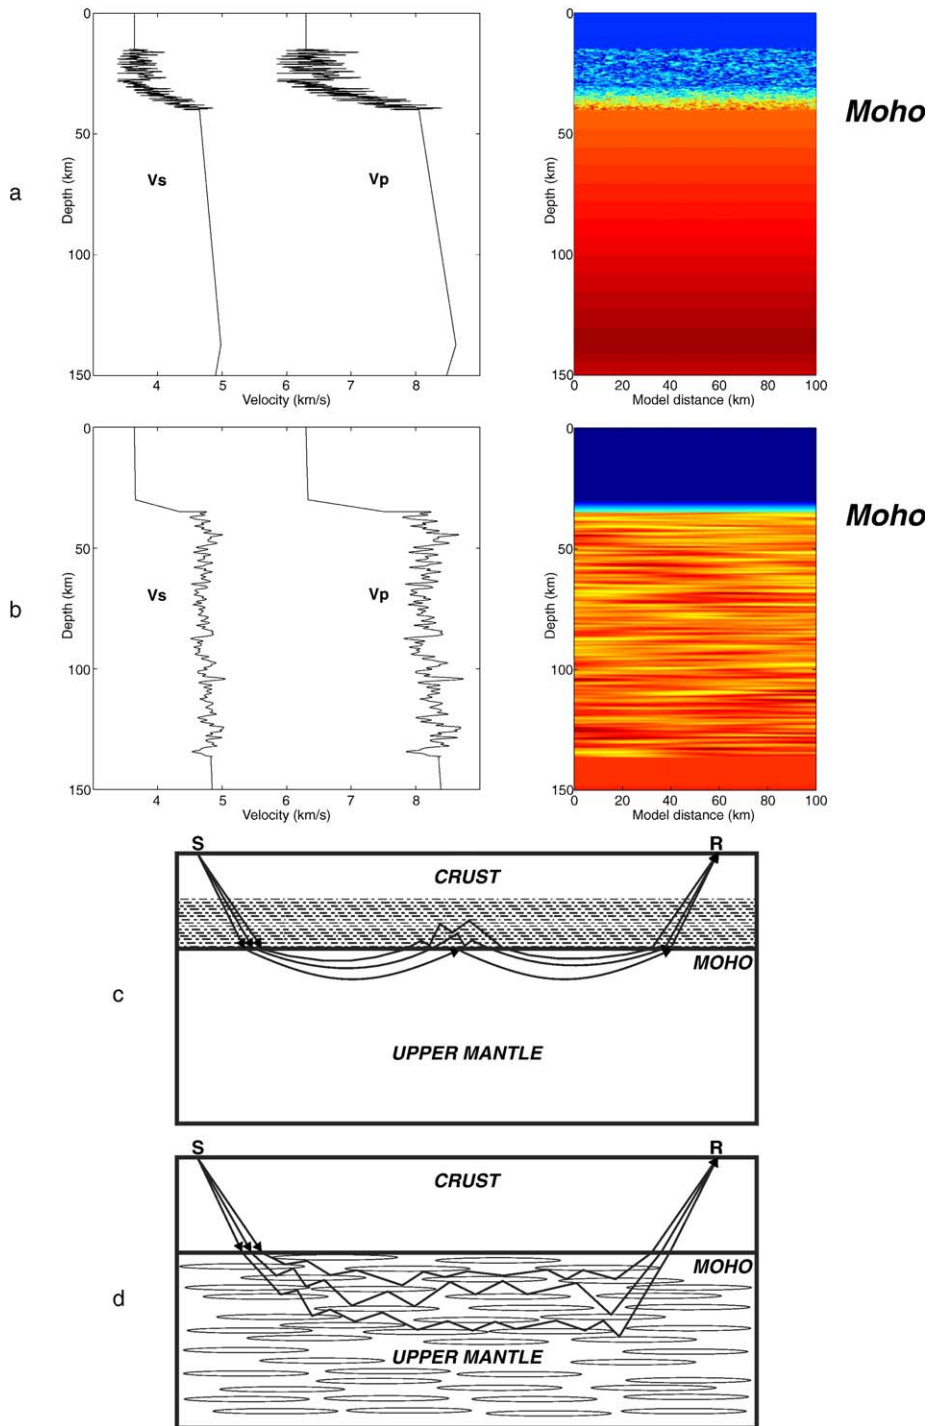 a
Depth (km)
0
50
100
150
Vs
Vp
4
5
6
7
8
Velocity (km/s)
Depth (km)
0
50
100
150
0
20
40
60
80
100
Model distance (km)
Moho
b
Depth (km)
0
50
100
150
Vs
Vp
4
5
6
7
8
Velocity (km/s)
Depth (km)
0
50
100
150
0
20
40
60
80
100
Model distance (km)
Moho
c
S
R
CRUST
MOHO
UPPER MANTLE
d
S
R
CRUST
MOHO
UPPER MANTLE